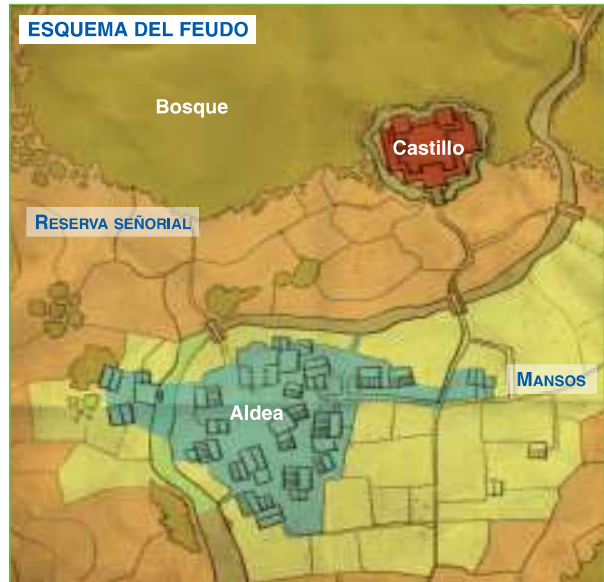 ESQUEMA DEL FEUDO
Bosque
Castillo
RESERVA SEÑORIAL
MANSOS
Aldea